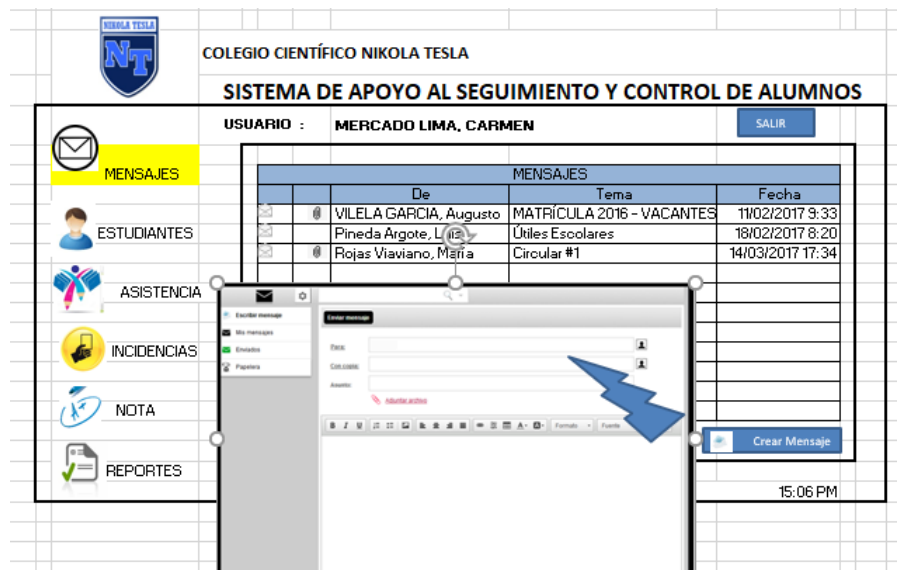 NIKOLA TESLA
NT
COLEGIO CIENTÍFICO NIKOLA TESLA
SISTEMA DE APOYO AL SEGUIMIENTO Y CONTROL DE ALUMNOS
USUARIO : MERCADO LIMA, CARMEN
SALIR
MENSAJES
ESTUDIANTES
ASISTENCIA
INCIDENCIAS
NOTA
REPORTES
MENSAJES
De Tema Fecha
VILELA GARCIA, Augusto MATRÍCULA 2016 - VACANTES 11/02/2017 9:33
Pineda Argote, Útiles Escolares 18/02/2017 8:20
Rojas Viaviano, María Circular #1 14/03/2017 17:34
Escribir mensaje
Mis mensajes
Enviados
Papelera
Enviar mensaje
Para:
Con copia:
Asunto:
Adjuntar archivo
B I U
Formato
Fuente
Crear Mensaje
15:06 PM